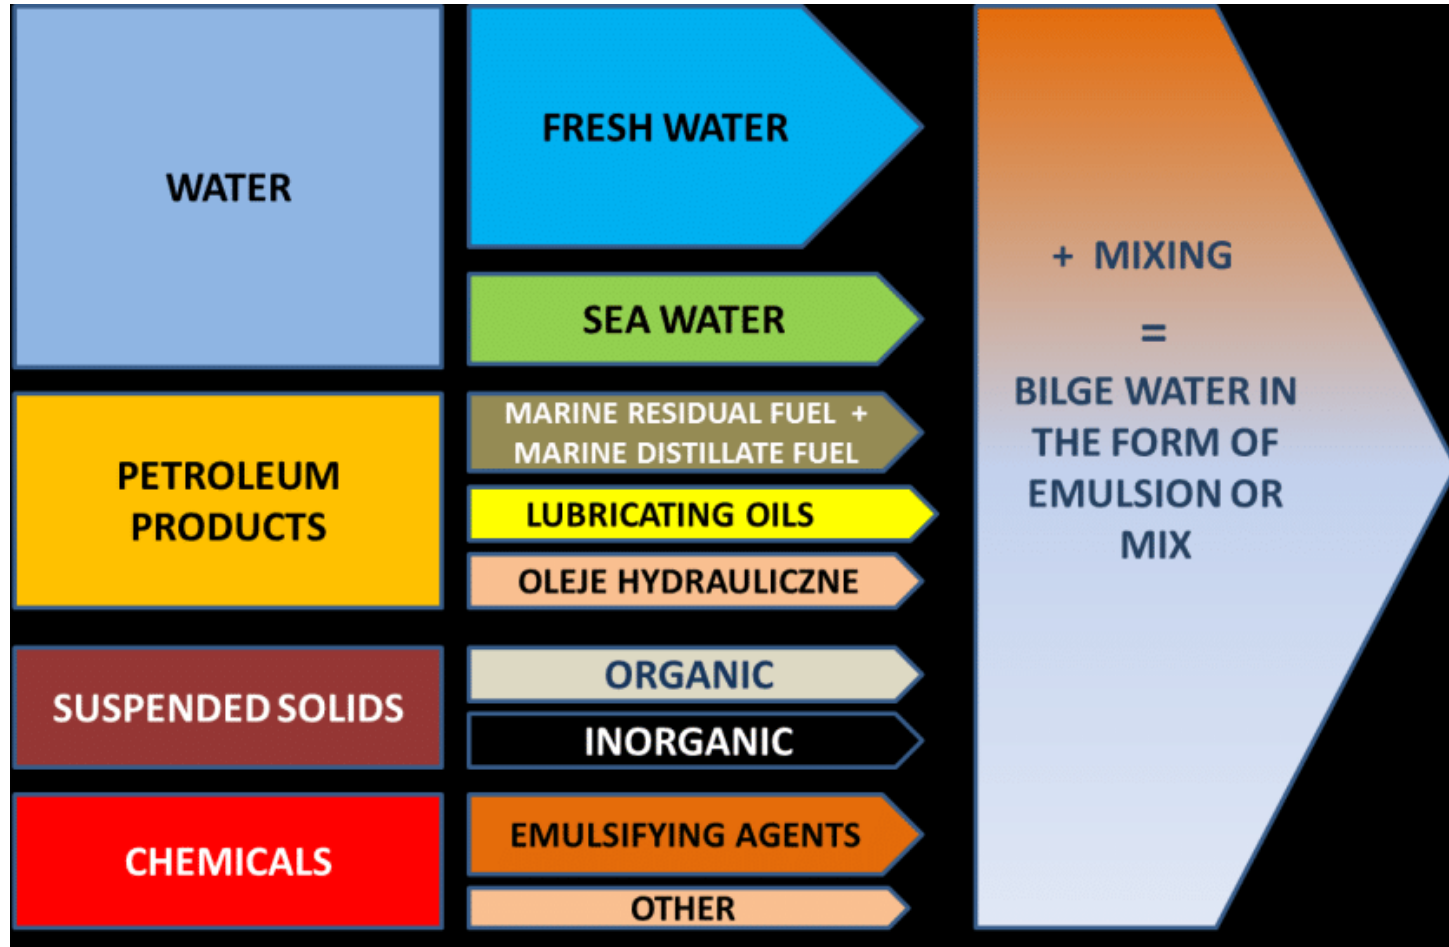 WATER
FRESH WATER
SEA WATER
PETROLEUM
PRODUCTS
MARINE RESIDUAL FUEL +
MARINE DISTILLATE FUEL
LUBRICATING OILS
OLEJE HYDRAULICZNE
SUSPENDED SOLIDS
ORGANIC
INORGANIC
CHEMICALS
EMULSIFYING AGENTS
OTHER
+ MIXING
=
BILGE WATER IN
THE FORM OF
EMULSION OR
MIX